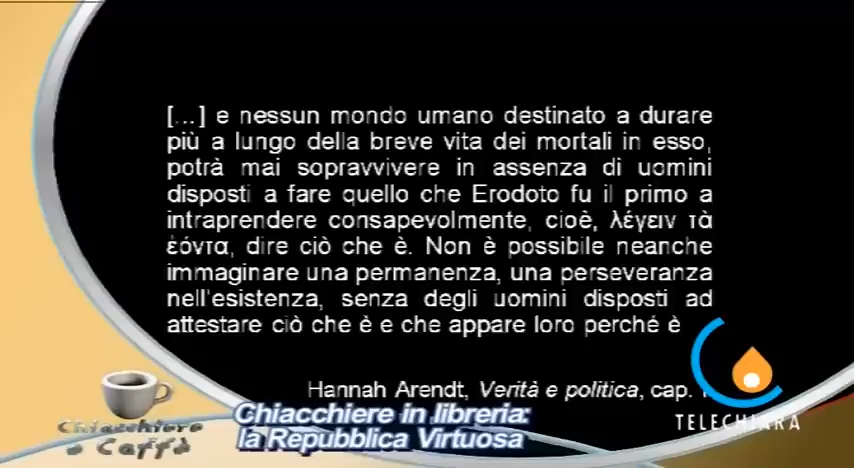 [...] e nessun mondo umano destinato a durare
più a lungo della breve vita dei mortali in esso,
potrà mai sopravvivere in assenza di uomini
disposti a fare quello che Erodoto fu il primo a
intraprendere consapevolmente, cioè, λέγειν τὰ
ἐόντα, dire ciò che è. Non è possibile neanche
immaginare una permanenza, una perseveranza
nell'esistenza, senza degli uomini disposti ad
attestare ciò che è e che appare loro perché è
Hannah Arendt, Verità e politica, cap.
TELECHIARA
Chiacchiere
e Caffè
Chiacchiere in libreria:
la Repubblica Virtuosa